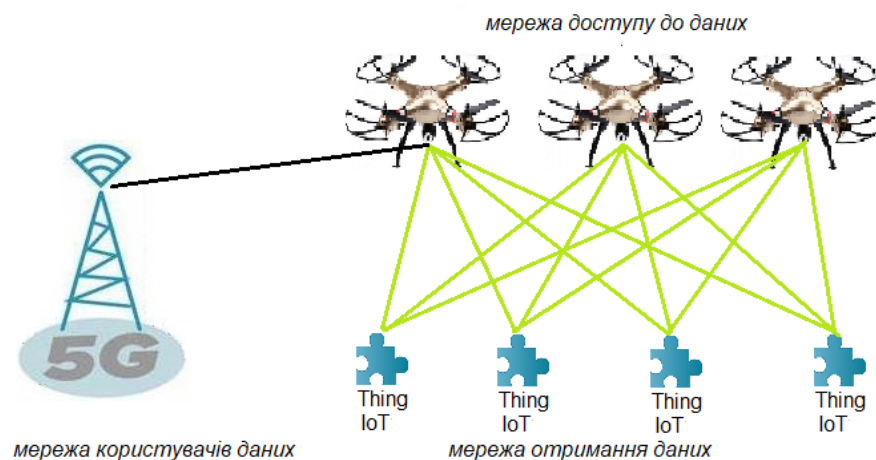 мережа доступу до даних
5G
Thing
IoT
Thing
IoT
Thing
IoT
Thing
IoT
мережа користувачів даних
мережа отримання даних